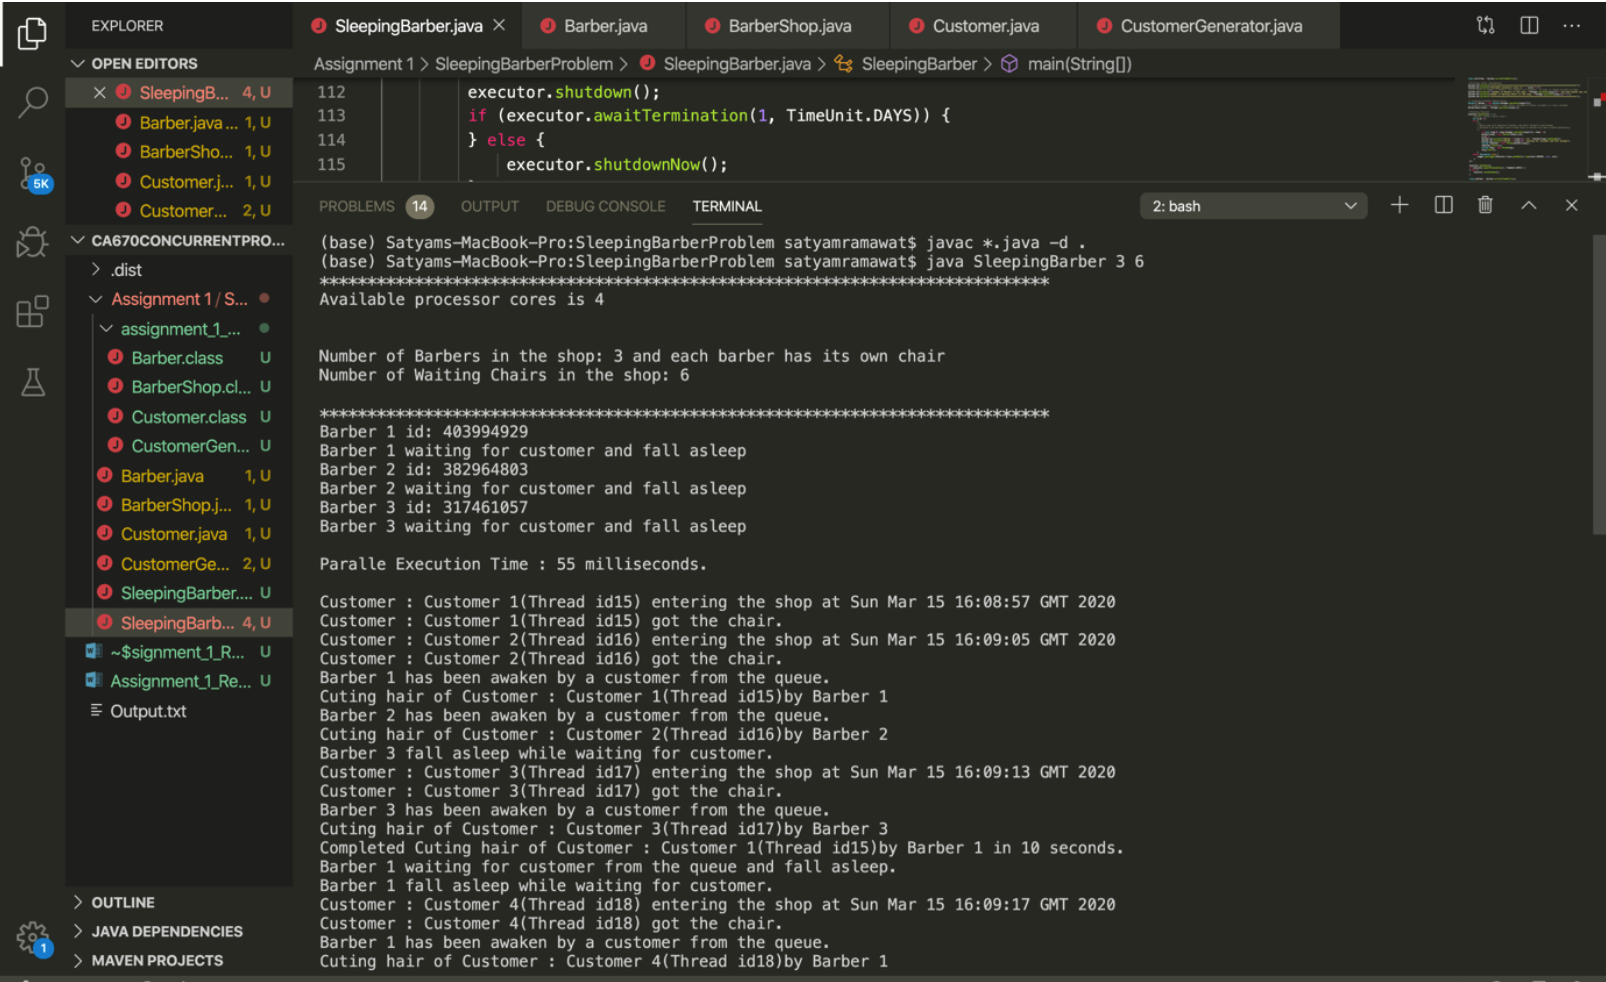 EXPLORER
SleepingBarber.java
Barber.java
BarberShop.java
Customer.java
CustomerGenerator.java
OPEN EDITORS
SleepingB... 4, U
Barber.java ... 1, U
BarberSho... 1, U
Customer.j... 1, U
Customer... 2, U
CA670CONCURRENTPRO...
.dist
Assignment 1 / S...
assignment_1_...
Barber.class U
BarberShop.cl... U
Customer.class U
CustomerGen... U
Barber.java 1, U
BarberShop.j... 1, U
Customer.java 1, U
CustomerGe... 2, U
SleepingBarber.... U
SleepingBarb... 4, U
~$signment_1_R... U
Assignment_1_Re... U
Output.txt
OUTLINE
JAVA DEPENDENCIES
MAVEN PROJECTS
5K
1
Assignment 1 > SleepingBarberProblem > SleepingBarber.java > SleepingBarber > main(String[])
112 executor.shutdown();
113 if (executor.awaitTermination(1, TimeUnit.DAYS)) {
114 } else {
115 executor.shutdownNow();
PROBLEMS 14 OUTPUT DEBUG CONSOLE TERMINAL 2: bash
(base) Satyams-MacBook-Pro:SleepingBarberProblem satyamramawat$ javac *.java -d .
(base) Satyams-MacBook-Pro:SleepingBarberProblem satyamramawat$ java SleepingBarber 3 6
*****************************************************************************
Available processor cores is 4
Number of Barbers in the shop: 3 and each barber has its own chair
Number of Waiting Chairs in the shop: 6
*****************************************************************************
Barber 1 id: 403994929
Barber 1 waiting for customer and fall asleep
Barber 2 id: 382964803
Barber 2 waiting for customer and fall asleep
Barber 3 id: 317461057
Barber 3 waiting for customer and fall asleep
Paralle Execution Time : 55 milliseconds.
Customer : Customer 1(Thread id15) entering the shop at Sun Mar 15 16:08:57 GMT 2020
Customer : Customer 1(Thread id15) got the chair.
Customer : Customer 2(Thread id16) entering the shop at Sun Mar 15 16:09:05 GMT 2020
Customer : Customer 2(Thread id16) got the chair.
Barber 1 has been awaken by a customer from the queue.
Cuting hair of Customer : Customer 1(Thread id15)by Barber 1
Barber 2 has been awaken by a customer from the queue.
Cuting hair of Customer : Customer 2(Thread id16)by Barber 2
Barber 3 fall asleep while waiting for customer.
Customer : Customer 3(Thread id17) entering the shop at Sun Mar 15 16:09:13 GMT 2020
Customer : Customer 3(Thread id17) got the chair.
Barber 3 has been awaken by a customer from the queue.
Cuting hair of Customer : Customer 3(Thread id17)by Barber 3
Completed Cuting hair of Customer : Customer 1(Thread id15)by Barber 1 in 10 seconds.
Barber 1 waiting for customer from the queue and fall asleep.
Barber 1 fall asleep while waiting for customer.
Customer : Customer 4(Thread id18) entering the shop at Sun Mar 15 16:09:17 GMT 2020
Customer : Customer 4(Thread id18) got the chair.
Barber 1 has been awaken by a customer from the queue.
Cuting hair of Customer : Customer 4(Thread id18)by Barber 1